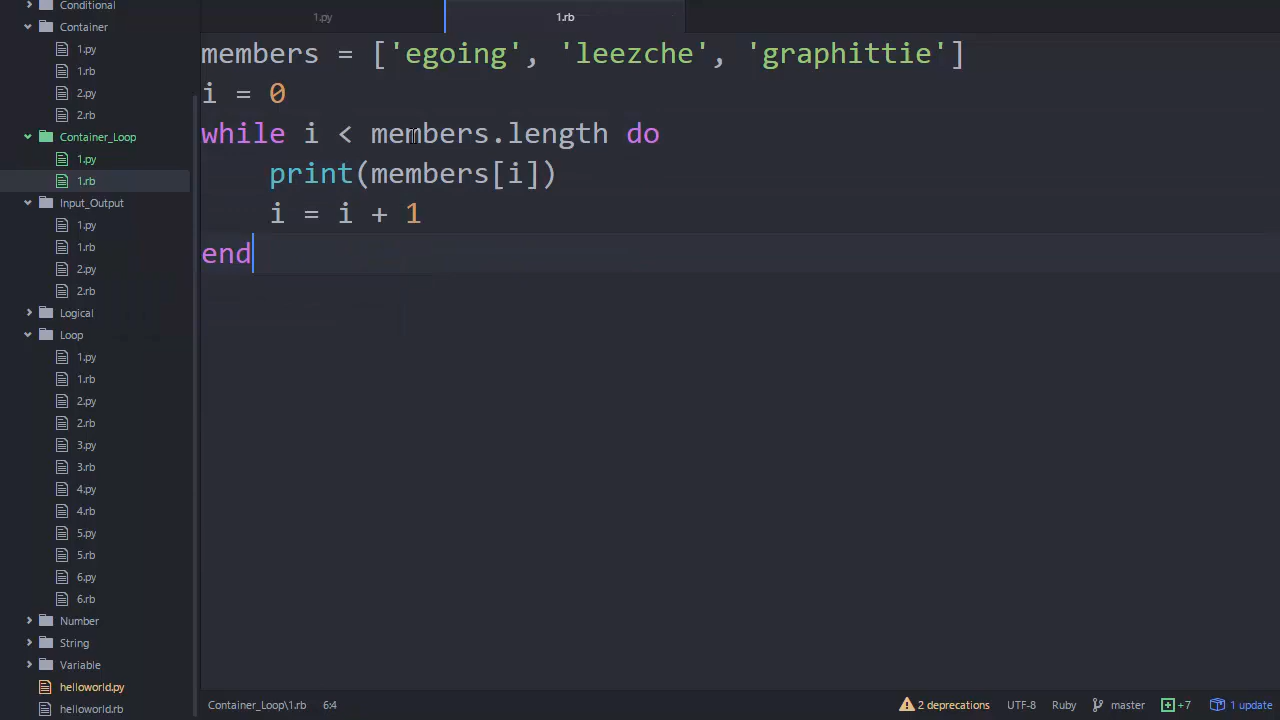 Conditional
Container
1.py
1.rb
2.py
2.rb
Container_Loop
1.py
1.rb
Input_Output
1.py
1.rb
2.py
2.rb
Logical
Loop
1.py
1.rb
2.py
2.rb
3.py
3.rb
4.py
4.rb
5.py
5.rb
6.py
6.rb
Number
String
Variable
helloworld.py
helloworld.rb
1.py
1.rb
members = ['egoing', 'leezche', 'graphittie']
i = 0
while i < members.length do
    print(members[i])
    i = i + 1
end
Container_Loop\1.rb 6:4 2 deprecations UTF-8 Ruby master +7 1 update